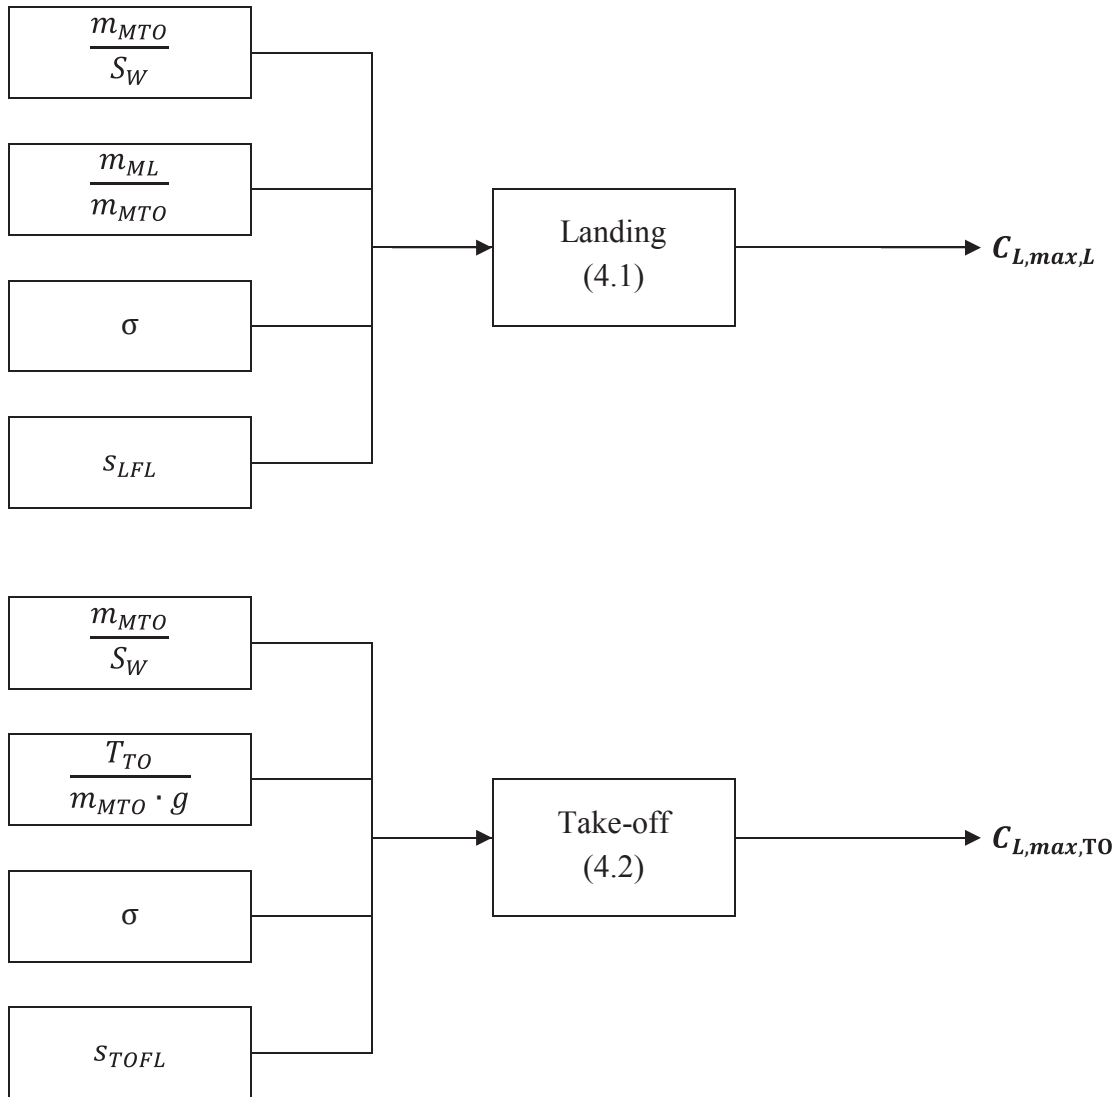 m_MTO
S_W
m_ML
m_MTO
σ
s_LFL
Landing
(4.1)
C_L,max,L
m_MTO
S_W
T_TO
m_MTO · g
σ
s_TOFL
Take-off
(4.2)
C_L,max,TO